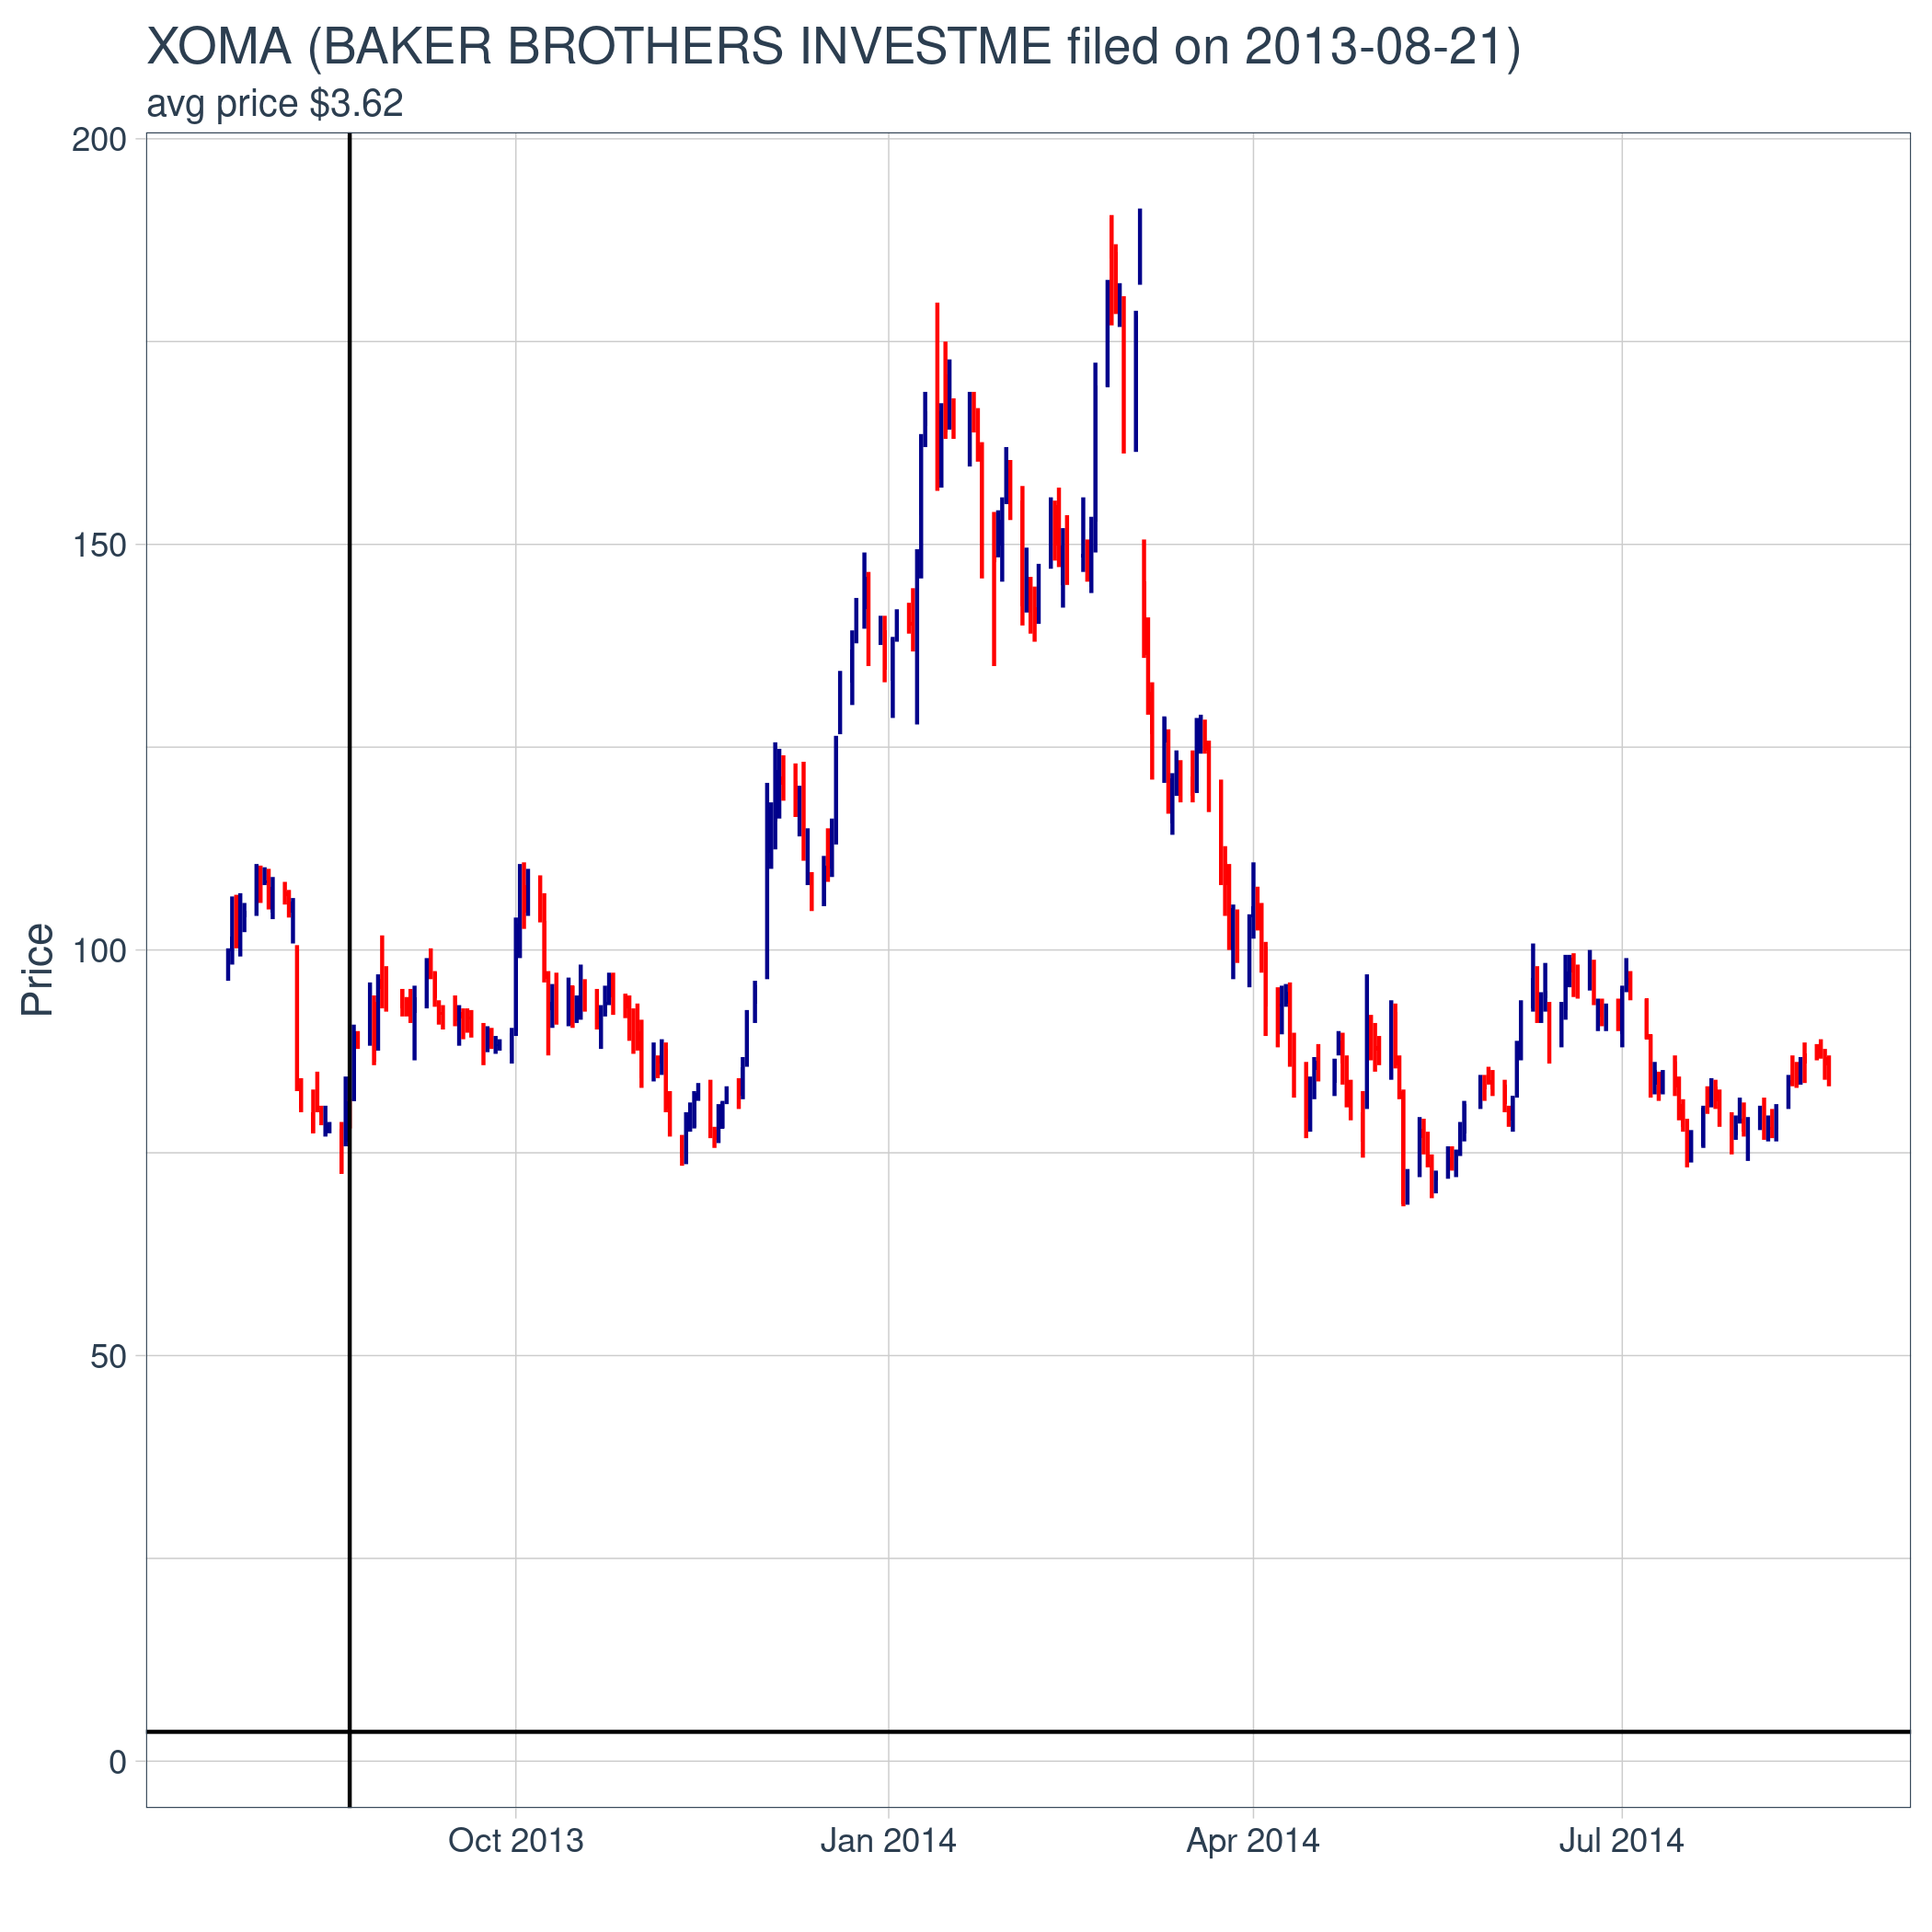 XOMA (BAKER BROTHERS INVESTME filed on 2013-08-21)
avg price $3.62
200
150
100
50
0
Price
Oct 2013
Jan 2014
Apr 2014
Jul 2014